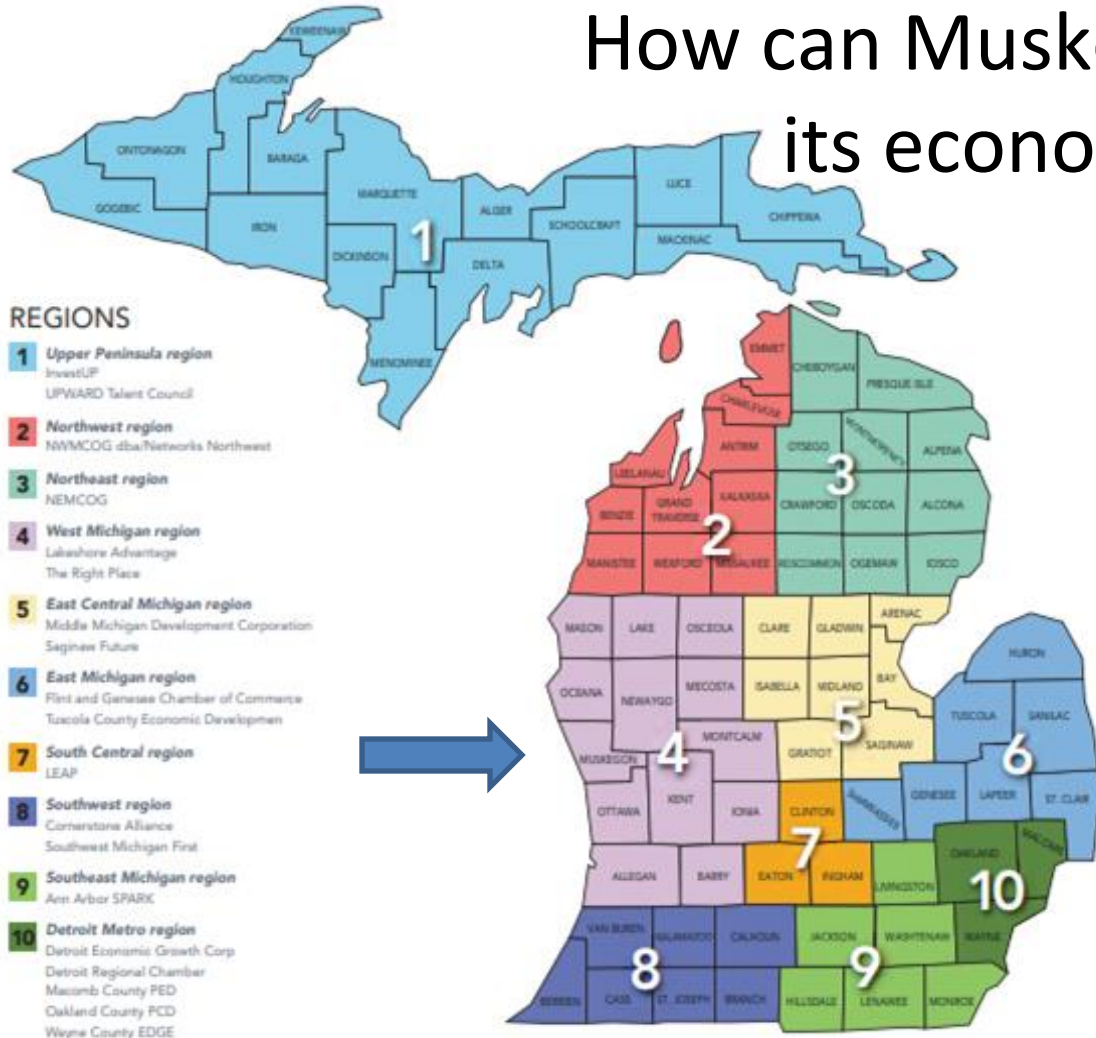 How can Musk
its econo
KEWEENAW
HOUGHTON
ONTONAGON
BARAGA
GOGEBIC
IRON
MARQUETTE
ALGER
LUCE
SCHOOLCRAFT
CHIPPEWA
MACKINAC
DICKINSON
1
DELTA
MENOMINEE
REGIONS
1 Upper Peninsula region
InvestUP
UPWARD Talent Council
2 Northwest region
NWMCOG dba/Networks Northwest
3 Northeast region
NEMCOG
4 West Michigan region
Lakeshore Advantage
The Right Place
5 East Central Michigan region
Middle Michigan Development Corporation
Saginaw Future
6 East Michigan region
Flint and Genesee Chamber of Commerce
Tuscola County Economic Developmen
7 South Central region
LEAP
8 Southwest region
Cornerstone Alliance
Southwest Michigan First
9 Southeast Michigan region
Ann Arbor SPARK
10 Detroit Metro region
Detroit Economic Growth Corp
Detroit Regional Chamber
Macomb County PED
Oakland County PCD
Wayne County EDGE
EMMET
CHEBOYGAN
PRESQUE ISLE
CHARLEVOIX
ANTRIM
OTSEGO
MONTMORENCY
ALPENA
LEELANAU
3
BENZIE
GRAND
TRAVERSE
KALKASKA
CRAWFORD
OSCODA
ALCONA
2
MANISTEE
WEXFORD
MISSAUKEE
ROSCOMMON
OGEMAW
IOSCO
MASON
LAKE
OSCEOLA
CLARE
GLADWIN
ARENAC
HURON
OCEANA
NEWAYGO
MECOSTA
ISABELLA
MIDLAND
BAY
TUSCOLA
SANILAC
5
MUSKEGON
4
MONTCALM
GRATIOT
SAGINAW
6
OTTAWA
KENT
IONIA
CLINTON
SHIAWASSEE
GENESEE
LAPEER
ST. CLAIR
7
ALLEGAN
BARRY
EATON
INGHAM
LIVINGSTON
OAKLAND
MACOMB
10
VAN BUREN
KALAMAZOO
CALHOUN
JACKSON
WASHTENAW
WAYNE
8
9
BERRIEN
CASS
ST. JOSEPH
BRANCH
HILLSDALE
LENAWEE
MONROE